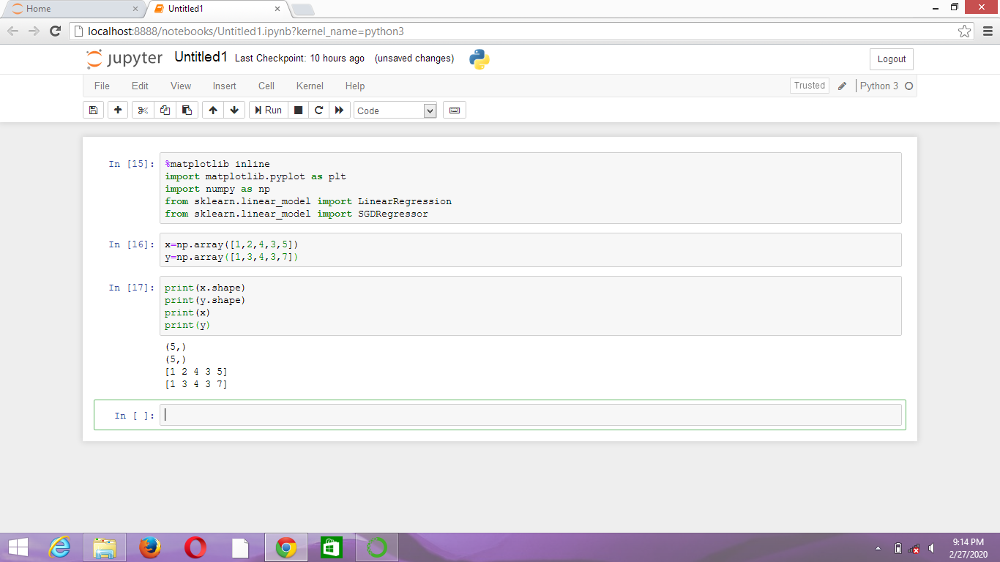 Home
Untitled1
localhost:8888/notebooks/Untitled1.ipynb?kernel_name=python3
jupyter Untitled1 Last Checkpoint: 10 hours ago (unsaved changes) Logout
File Edit View Insert Cell Kernel Help Trusted Python 3
Run Code
In [15]: %matplotlib inline
import matplotlib.pyplot as plt
import numpy as np
from sklearn.linear_model import LinearRegression
from sklearn.linear_model import SGDRegressor
In [16]: x=np.array([1,2,4,3,5])
y=np.array([1,3,4,3,7])
In [17]: print(x.shape)
print(y.shape)
print(x)
print(y)
(5,)
(5,)
[1 2 4 3 5]
[1 3 4 3 7]
In [ ]:
9:14 PM
2/27/2020